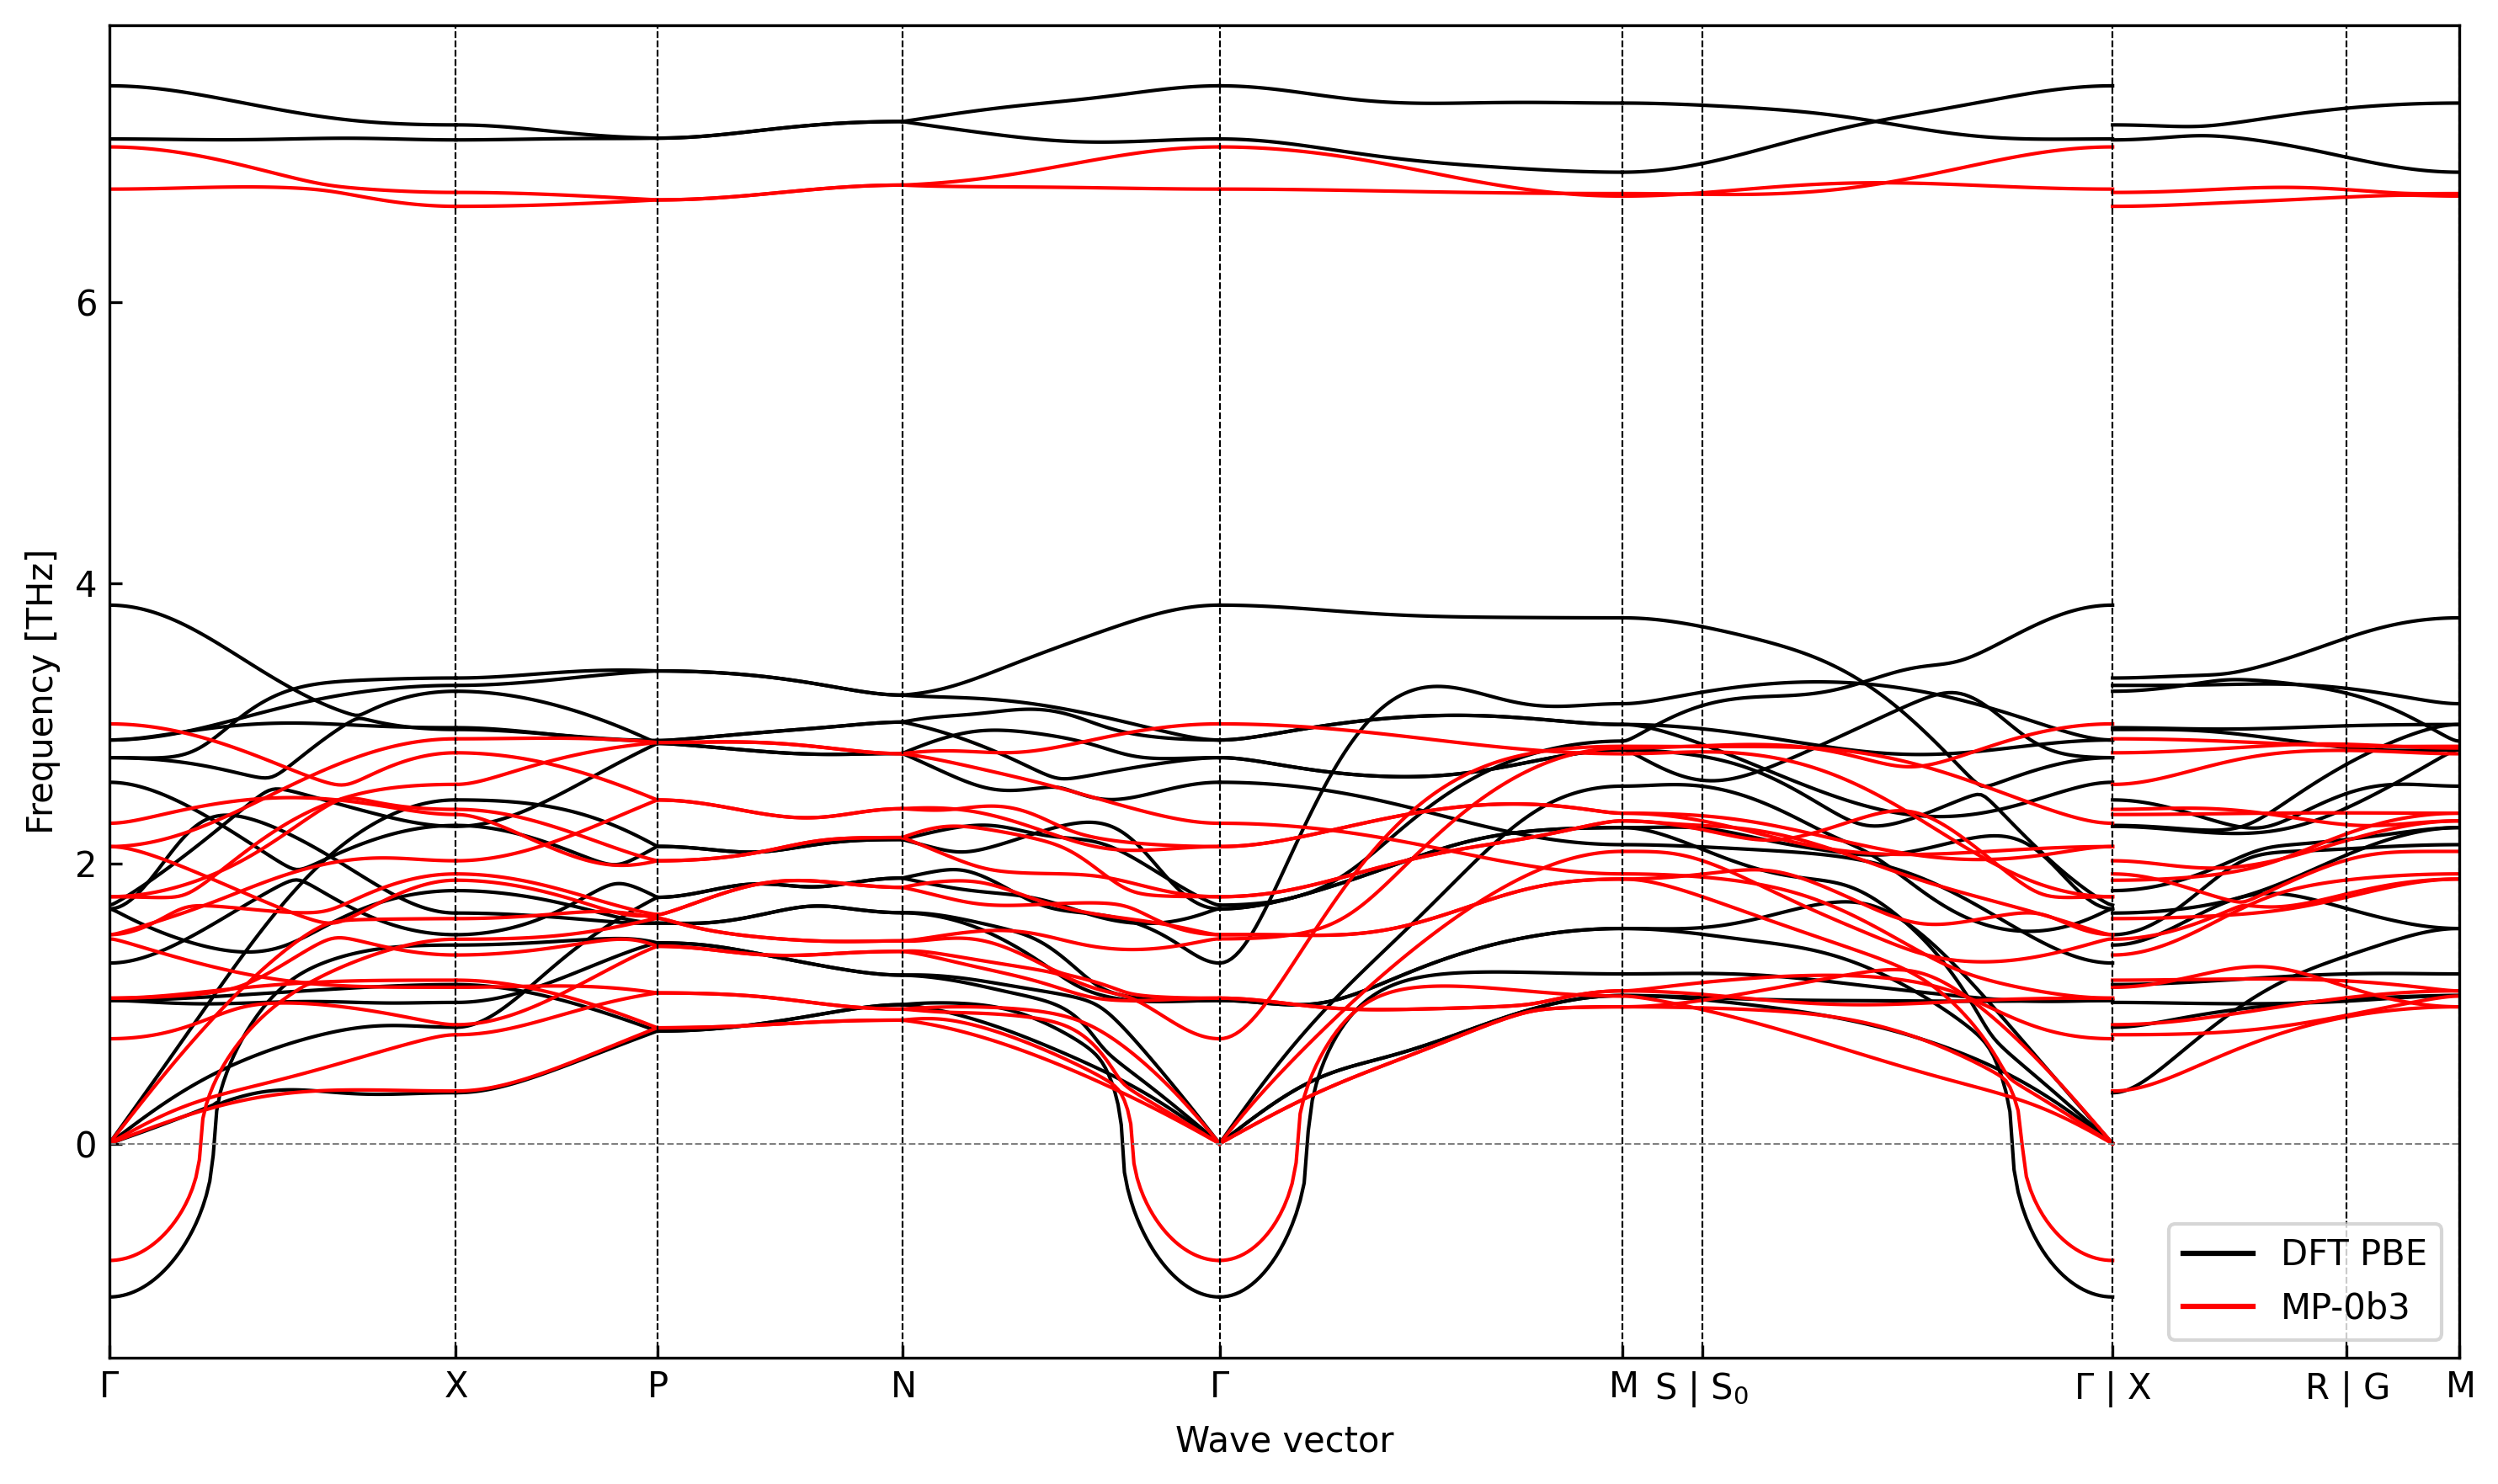 Frequency [THz]
6
4
2
0
DFT PBE
MP-0b3
Γ X P N Γ M S | S₀ Γ | X R | G M
Wave vector